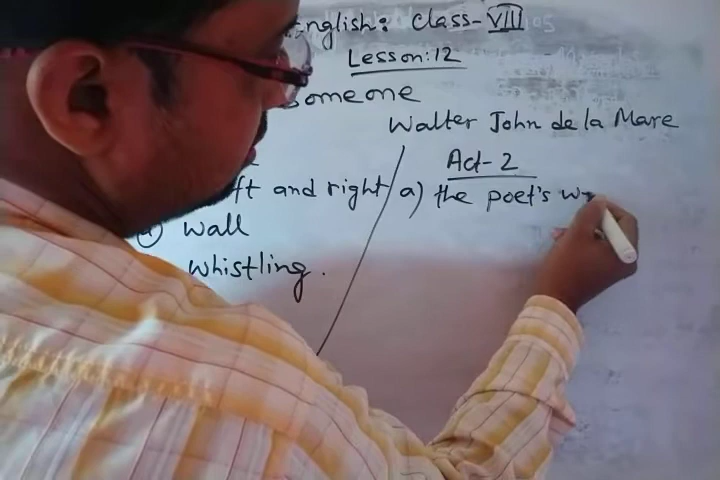 English: Class-VIII
Lesson:12
Someone
Walter John de la Mare
Act-2
ft and right
a) the poet's w
wall
whistling.